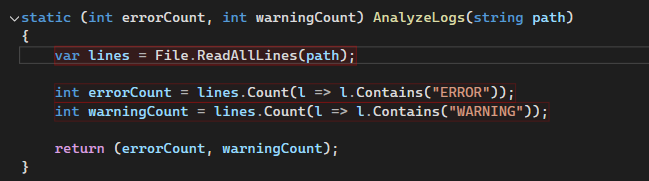 static (int errorCount, int warningCount) AnalyzeLogs(string path)
{
    var lines = File.ReadAllLines(path);

    int errorCount = lines.Count(l => l.Contains("ERROR"));
    int warningCount = lines.Count(l => l.Contains("WARNING"));

    return (errorCount, warningCount);
}